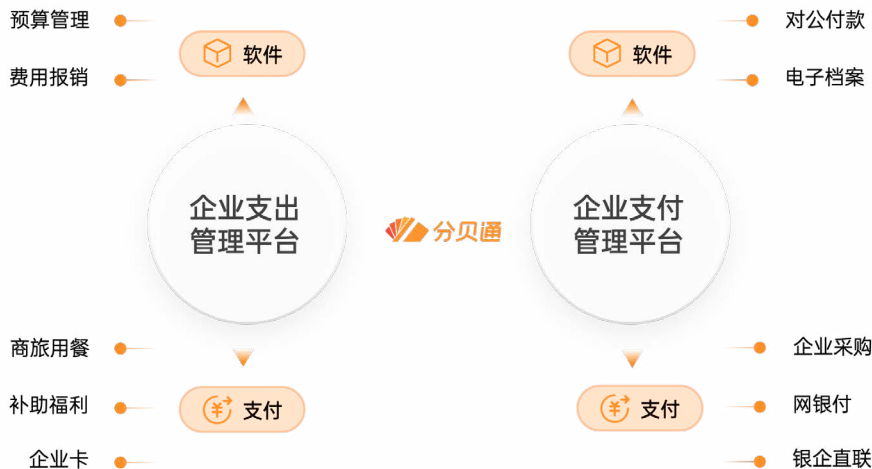 预算管理
软件
费用报销
企业支出
管理平台
商旅用餐
补助福利
支付
企业卡
分贝通
对公付款
软件
电子档案
企业支付
管理平台
企业采购
网银付
支付
银企直联